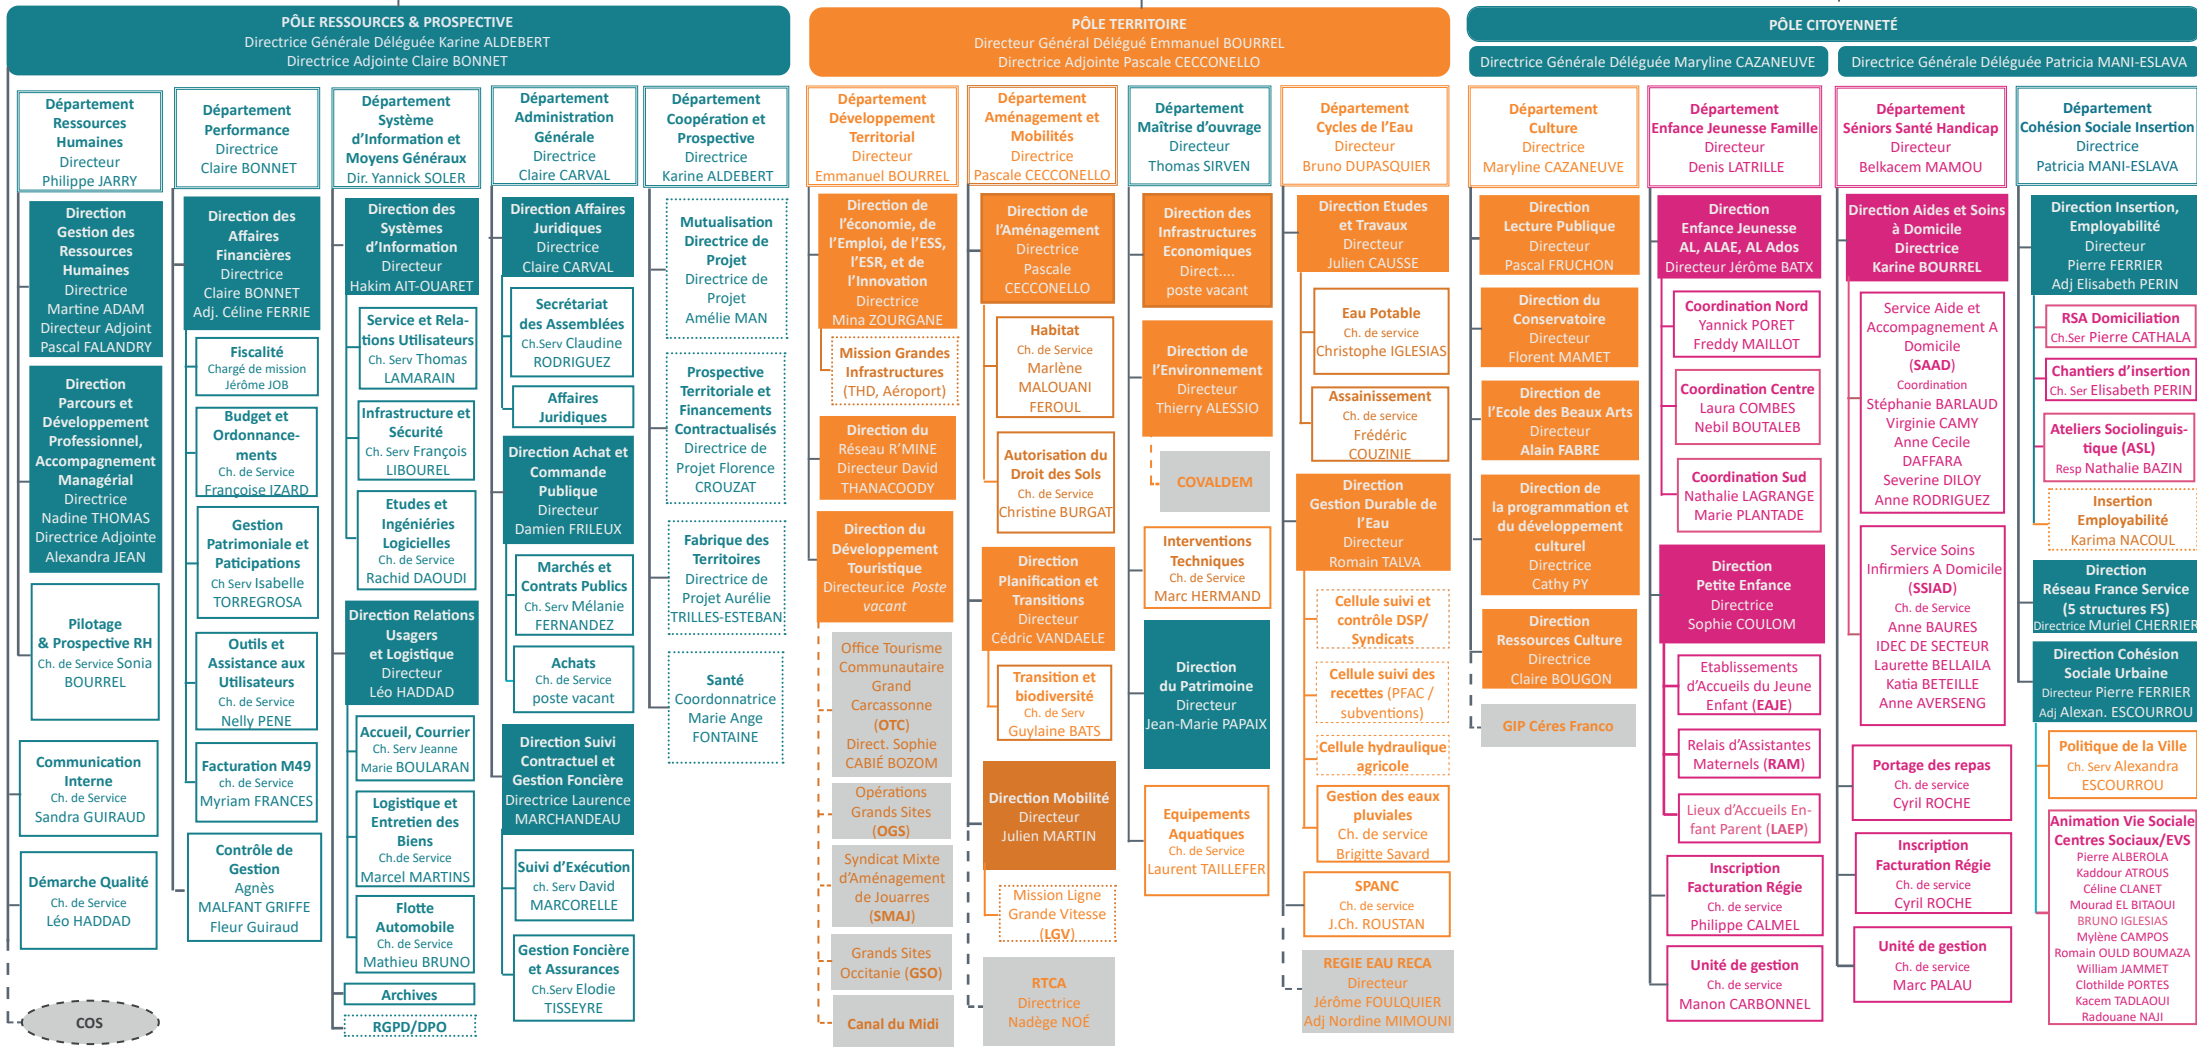 PÔLE RESSOURCES & PROSPECTIVE
Directrice Générale Déléguée Karine ALDEBERT
Directrice Adjointe Claire BONNET
Département
Ressources
Humaines
Directeur
Philippe JARRY
Direction
Gestion des
Ressources
Humaines
Directrice
Martine ADAM
Directeur Adjoint
Pascal FALANDRY
Direction
Parcours et
Développement
Professionnel,
Accompagnement
Managérial
Directrice
Nadine THOMAS
Directrice Adjointe
Alexandra JEAN
Pilotage
& Prospective RH
Ch. de Service Sonia
BOURREL
Communication
Interne
Ch. de Service
Sandra GUIRAUD
Démarche Qualité
Ch. de Service
Léo HADDAD
COS
Département
Performance
Directrice
Claire BONNET
Direction des
Affaires
Financières
Directrice
Claire BONNET
Adj. Céline FERRIE
Fiscalité
Chargé de mission
Jérôme JOB
Budget et
Ordonnance-
ments
Ch. de Service
Françoise IZARD
Gestion
Patrimoniale et
Paticipations
Ch Serv Isabelle
TORREGROSA
Outils et
Assistance aux
Utilisateurs
Ch. de Service
Nelly PENE
Facturation M49
ch. de Service
Myriam FRANCES
Contrôle de
Gestion
Agnès
MALFANT GRIFFE
Fleur Guiraud
Département
Système
d'Information et
Moyens Généraux
Dir. Yannick SOLER
Direction des
Systèmes
d'Information
Directeur
Hakim AIT-OUARET
Service et Rela-
tions Utilisateurs
Ch. Serv Thomas
LAMARAIN
Infrastructure et
Sécurité
Ch. Serv François
LIBOUREL
Etudes et
Ingéniéries
Logicielles
Ch. de Service
Rachid DAOUDI
Direction Relations
Usagers
et Logistique
Directeur
Léo HADDAD
Accueil, Courrier
Ch. Serv Jeanne
Marie BOULARAN
Logistique et
Entretien des
Biens
Ch.de Service
Marcel MARTINS
Flotte
Automobile
Ch. de Service
Mathieu BRUNO
Archives
RGPD/DPO
Département
Administration
Générale
Directrice
Claire CARVAL
Direction Affaires
Juridiques
Directrice
Claire CARVAL
Secrétariat
des Assemblées
Ch.Serv Claudine
RODRIGUEZ
Affaires
Juridiques
Direction Achat et
Commande
Publique
Directeur
Damien FRILEUX
Marchés et
Contrats Publics
Ch. Serv Mélanie
FERNANDEZ
Achats
Ch. de Service
poste vacant
Direction Suivi
Contractuel et
Gestion Foncière
Directrice Laurence
MARCHANDEAU
Suivi d'Exécution
ch. Serv David
MARCORELLE
Gestion Foncière
et Assurances
Ch.Serv Elodie
TISSEYRE
Département
Coopération et
Prospective
Directrice
Karine ALDEBERT
Mutualisation
Directrice de
Projet
Directrice de
Projet
Amélie MAN
Prospective
Territoriale et
Financements
Contractualisés
Directrice de
Projet Florence
CROUZAT
Fabrique des
Territoires
Directrice de
Projet Aurélie
TRILLES-ESTEBAN
Santé
Coordonnatrice
Marie Ange
FONTAINE
PÔLE TERRITOIRE
Directeur Général Délégué Emmanuel BOURREL
Directrice Adjointe Pascale CECCONELLO
Département
Développement
Territorial
Directeur
Emmanuel BOURREL
Direction de
l'économie, de
l'Emploi, de l'ESS,
l'ESR, et de
l'Innovation
Directrice
Mina ZOURGANE
Mission Grandes
Infrastructures
(THD, Aéroport)
Direction du
Réseau R'MINE
Directeur David
THANACOODY
Direction du
Développement
Touristique
Directeur.ice Poste
vacant
Office Tourisme
Communautaire
Grand
Carcassonne
(OTC)
Direct. Sophie
CABIÉ BOZOM
Opérations
Grands Sites
(OGS)
Syndicat Mixte
d'Aménagement
de Jouarres
(SMAJ)
Grands Sites
Occitanie (GSO)
Canal du Midi
Département
Aménagement et
Mobilités
Directrice
Pascale CECCONELLO
Direction de
l'Aménagement
Directrice
Pascale
CECCONELLO
Habitat
Ch. de Service
Marlène
MALOUANI
FEROUL
Autorisation du
Droit des Sols
Ch. de Service
Christine BURGAT
Direction
Planification et
Transitions
Directeur
Cédric VANDAELE
Transition et
biodiversité
Ch. de Serv
Guylaine BATS
Direction Mobilité
Directeur
Julien MARTIN
Mission Ligne
Grande Vitesse
(LGV)
RTCA
Directrice
Nadège NOÉ
Département
Maîtrise d'ouvrage
Directeur
Thomas SIRVEN
Direction des
Infrastructures
Economiques
Direct....
poste vacant
Direction de
l'Environnement
Directeur
Thierry ALESSIO
COVALDEM
Interventions
Techniques
Ch. de Service
Marc HERMAND
Direction
du Patrimoine
Directeur
Jean-Marie PAPAIX
Equipements
Aquatiques
Ch. de Service
Laurent TAILLEFER
Département
Cycles de l'Eau
Directeur
Bruno DUPASQUIER
Direction Etudes
et Travaux
Directeur
Julien CAUSSE
Eau Potable
Ch. de service
Christophe IGLESIAS
Assainissement
Ch. de service
Frédéric
COUZINIE
Direction
Gestion Durable de
l'Eau
Directeur
Romain TALVA
Cellule suivi et
contrôle DSP/
Syndicats
Cellule suivi des
recettes (PFAC /
subventions)
Cellule hydraulique
agricole
Gestion des eaux
pluviales
Ch. de service
Brigitte Savard
SPANC
Ch. de service
J.Ch. ROUSTAN
REGIE EAU RECA
Directeur
Jérôme FOULQUIER
Adj Nordine MIMOUNI
PÔLE CITOYENNETÉ
Directrice Générale Déléguée Maryline CAZANEUVE
Directrice Générale Déléguée Patricia MANI-ESLAVA
Département
Culture
Directrice
Maryline CAZANEUVE
Direction
Lecture Publique
Directeur
Pascal FRUCHON
Direction du
Conservatoire
Directeur
Florent MAMET
Direction de
l'Ecole des Beaux Arts
Directeur
Alain FABRE
Direction de
la programmation et
du développement
culturel
Directrice
Cathy PY
Direction
Ressources Culture
Directrice
Claire BOUGON
GIP Céres Franco
Département
Enfance Jeunesse Famille
Directeur
Denis LATRILLE
Direction
Enfance Jeunesse
AL, ALAE, AL Ados
Directeur Jérôme BATX
Coordination Nord
Yannick PORET
Freddy MAILLOT
Coordination Centre
Laura COMBES
Nebil BOUTALEB
Coordination Sud
Nathalie LAGRANGE
Marie PLANTADE
Direction
Petite Enfance
Directrice
Sophie COULOM
Etablissements
d'Accueils du Jeune
Enfant (EAJE)
Relais d'Assistantes
Maternels (RAM)
Lieux d'Accueils En-
fant Parent (LAEP)
Inscription
Facturation Régie
Ch. de service
Philippe CALMEL
Unité de gestion
Ch. de service
Manon CARBONNEL
Département
Séniors Santé Handicap
Directeur
Belkacem MAMOU
Direction Aides et Soins
à Domicile
Directrice
Karine BOURREL
Service Aide et
Accompagnement A
Domicile
(SAAD)
Coordination
Stéphanie BARLAUD
Virginie CAMY
Anne Cecile
DAFFARA
Severine DILOY
Anne RODRIGUEZ
Service Soins
Infirmiers A Domicile
(SSIAD)
Ch. de Service
Anne BAURES
IDEC DE SECTEUR
Laurette BELLAILA
Katia BETEILLE
Anne AVERSENG
Portage des repas
Ch. de service
Cyril ROCHE
Inscription
Facturation Régie
Ch. de service
Cyril ROCHE
Unité de gestion
Ch. de service
Marc PALAU
Département
Cohésion Sociale Insertion
Directrice
Patricia MANI-ESLAVA
Direction Insertion,
Employabilité
Directeur
Pierre FERRIER
Adj Elisabeth PERIN
RSA Domiciliation
Ch.Ser Pierre CATHALA
Chantiers d'insertion
Ch. Ser Elisabeth PERIN
Ateliers Sociolinguis-
tique (ASL)
Resp Nathalie BAZIN
Insertion
Employabilité
Karima NACOUL
Direction
Réseau France Service
(5 structures FS)
Directrice Muriel CHERRIER
Direction Cohésion
Sociale Urbaine
Directeur Pierre FERRIER
Adj Alexan. ESCOURROU
Politique de la Ville
Ch. Serv Alexandra
ESCOURROU
Animation Vie Sociale
Centres Sociaux/EVS
Pierre ALBEROLA
Kaddour ATROUS
Céline CLANET
Mourad EL BITAOUI
BRUNO IGLESIAS
Mylène CAMPOS
Romain OULD BOUMAZA
William JAMMET
Clothilde PORTES
Kacem TADLAOUI
Radouane NAJI